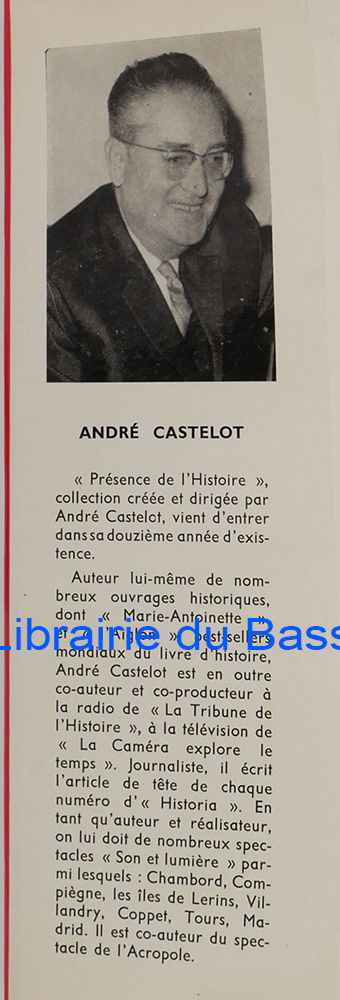 ANDRÉ CASTELOT
« Présence de l'Histoire »,
collection créée et dirigée par
André Castelot, vient d'entrer
dans sa douzième année d'exis-
tence.
Auteur lui-même de nom-
breux ouvrages historiques,
dont « Marie-Antoinette »
et « Aiglon » best-sellers
Librairie du Bass
mondiaux du livre d'histoire,
André Castelot est en outre
co-auteur et co-producteur à
la radio de « La Tribune de
l'Histoire », à la télévision de
« La Caméra explore le
temps ». Journaliste, il écrit
l'article de tête de chaque
numéro d'« Historia ». En
tant qu'auteur et réalisateur,
on lui doit de nombreux spec-
tacles « Son et lumière » par-
mi lesquels : Chambord, Com-
piègne, les îles de Lerins, Vil-
landry, Coppet, Tours, Ma-
drid. Il est co-auteur du spec-
tacle de l'Acropole.